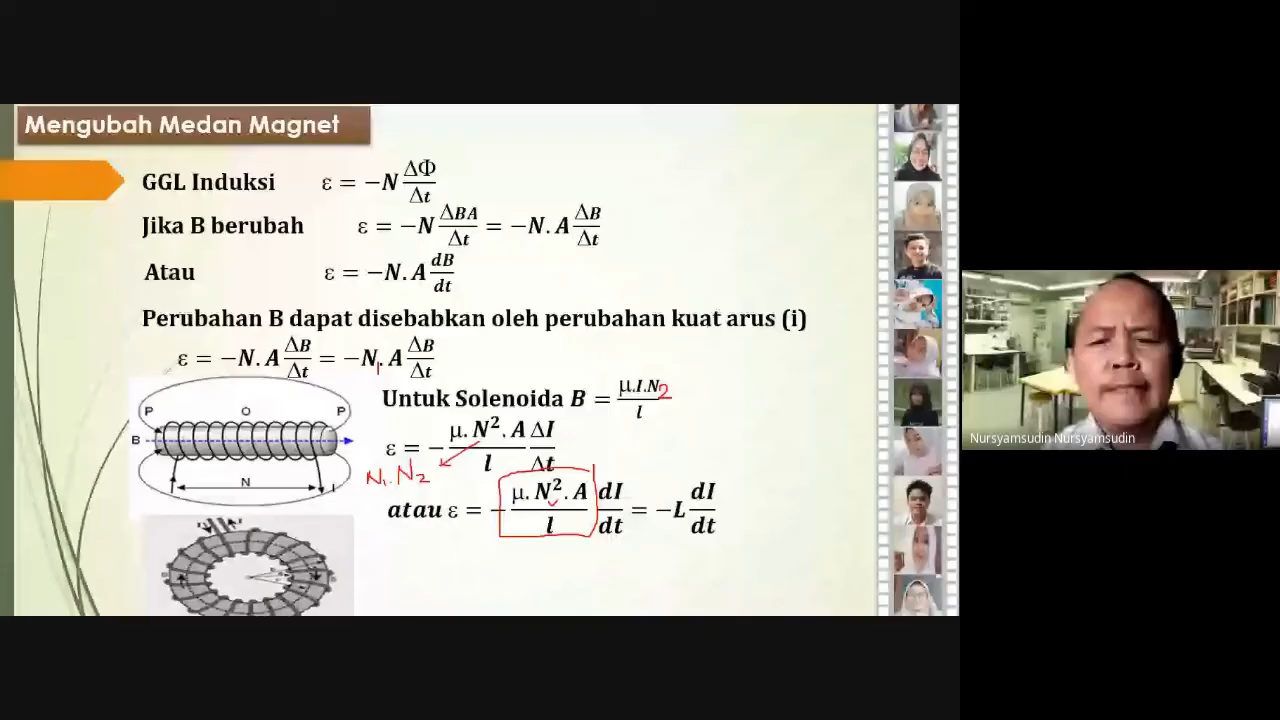 Mengubah Medan Magnet
GGL Induksi ε = −N ΔΦ/Δt
Jika B berubah ε = −N ΔBA/Δt = −N.A ΔB/Δt
Atau ε = −N.A dB/dt
Perubahan B dapat disebabkan oleh perubahan kuat arus (i)
ε = −N.A ΔB/Δt = −N₁.A ΔB/Δt
Untuk Solenoida B = μ.I.N₂/l
ε = − μ.N².A/l ΔI/Δt
N₁.N₂
atau ε = − μ.N².A/l dI/dt = −L dI/dt
P O P
B
N I
Nursyamsudin Nursyamsudin